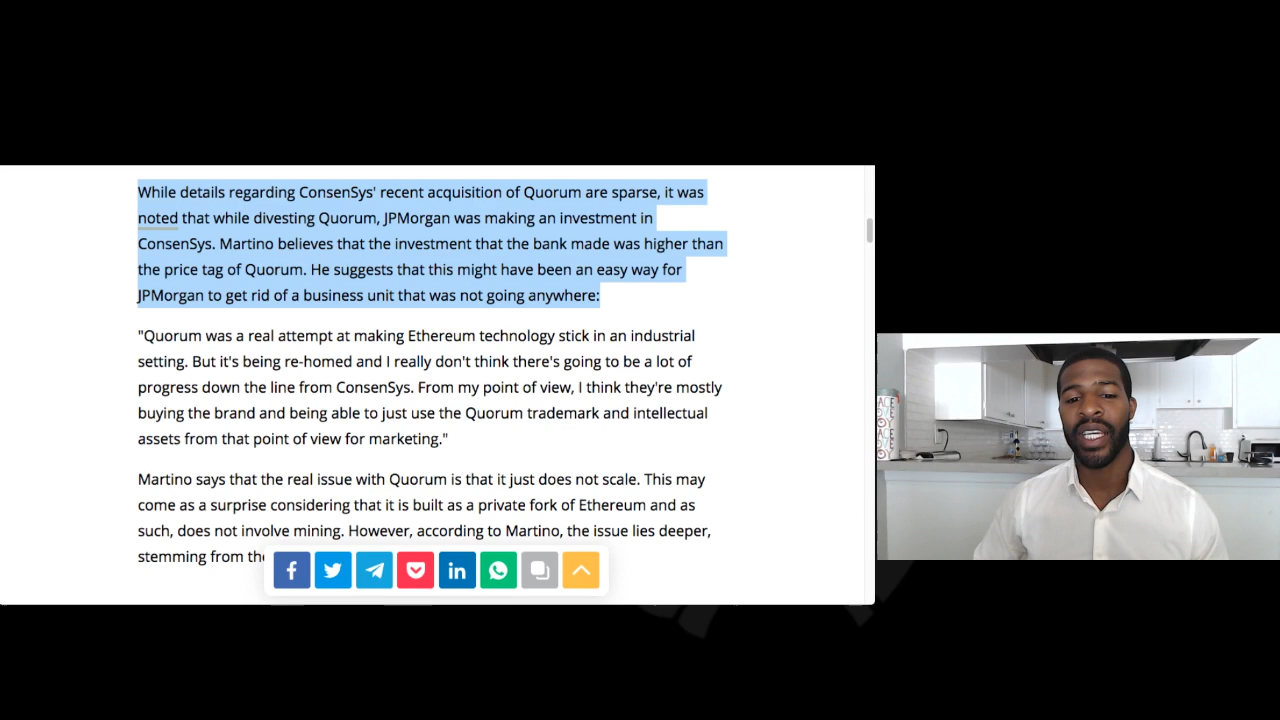 While details regarding ConsenSys' recent acquisition of Quorum are sparse, it was
noted that while divesting Quorum, JPMorgan was making an investment in
ConsenSys. Martino believes that the investment that the bank made was higher than
the price tag of Quorum. He suggests that this might have been an easy way for
JPMorgan to get rid of a business unit that was not going anywhere:
"Quorum was a real attempt at making Ethereum technology stick in an industrial
setting. But it's being re-homed and I really don't think there's going to be a lot of
progress down the line from ConsenSys. From my point of view, I think they're mostly
buying the brand and being able to just use the Quorum trademark and intellectual
assets from that point of view for marketing."
Martino says that the real issue with Quorum is that it just does not scale. This may
come as a surprise considering that it is built as a private fork of Ethereum and as
such, does not involve mining. However, according to Martino, the issue lies deeper,
stemming from the